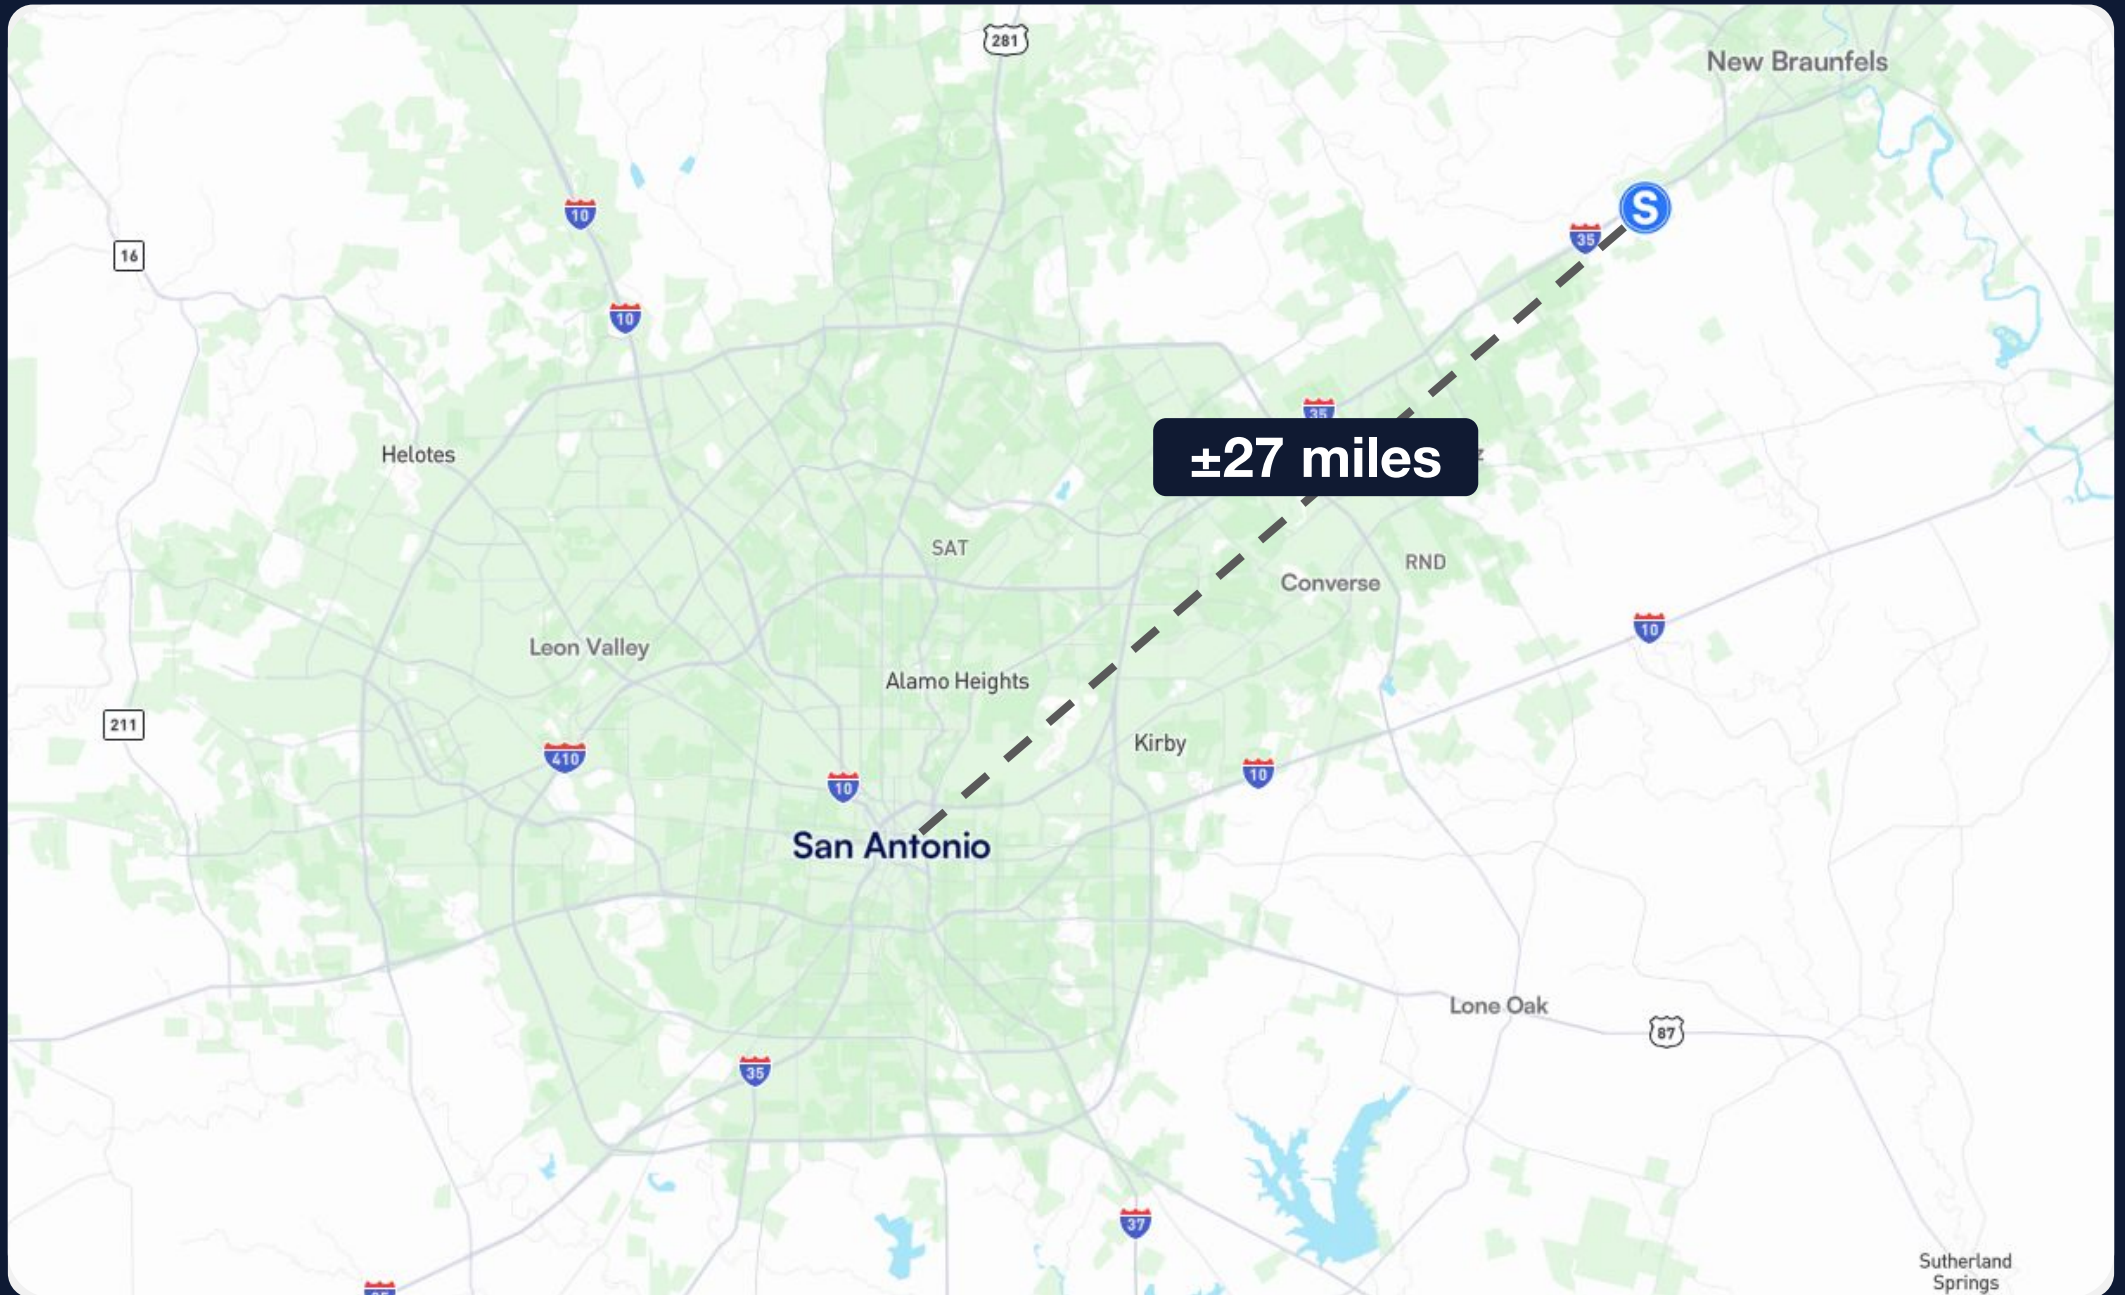 281
New Braunfels
S
10
35
16
10
35
Helotes
±27 miles
SAT
RND
Converse
10
Leon Valley
Alamo Heights
211
Kirby
410
10
10
San Antonio
Lone Oak
87
35
37
Sutherland
Springs